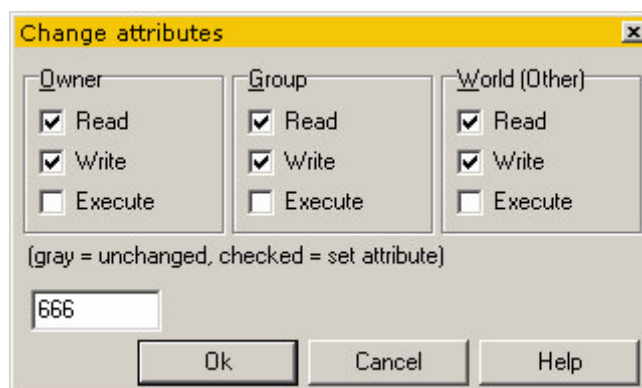 Change attributes
Owner Group World (Other)
Read Read Read
Write Write Write
Execute Execute Execute
(gray = unchanged, checked = set attribute)
666
Ok Cancel Help